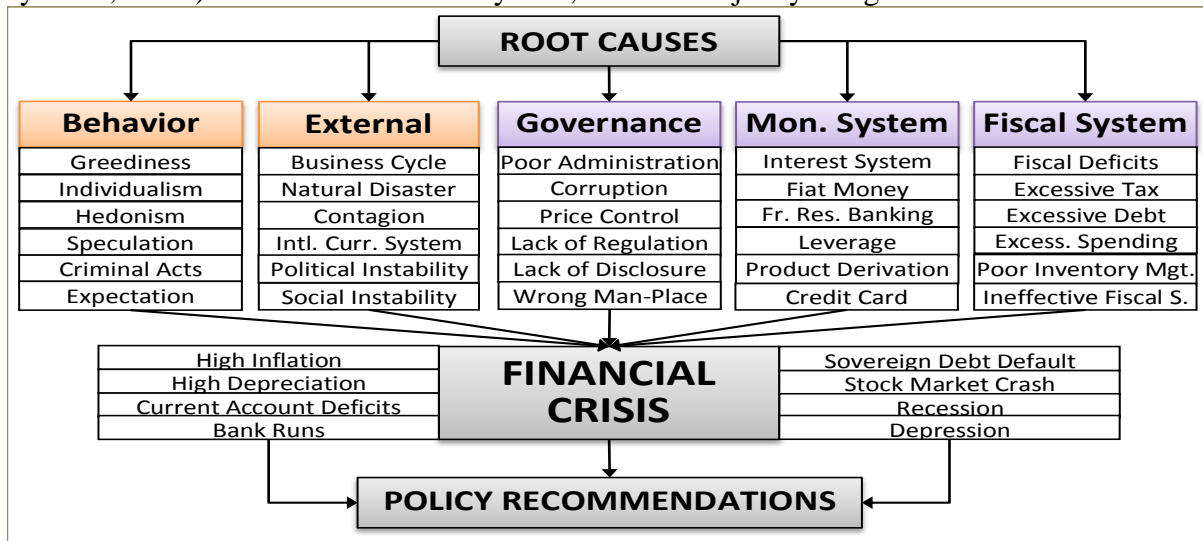 ROOT CAUSES
Behavior
Greediness
Individualism
Hedonism
Speculation
Criminal Acts
Expectation
External
Business Cycle
Natural Disaster
Contagion
Intl. Curr. System
Political Instability
Social Instability
Governance
Poor Administration
Corruption
Price Control
Lack of Regulation
Lack of Disclosure
Wrong Man-Place
Mon. System
Interest System
Fiat Money
Fr. Res. Banking
Leverage
Product Derivation
Credit Card
Fiscal System
Fiscal Deficits
Excessive Tax
Excessive Debt
Excess. Spending
Poor Inventory Mgt.
Ineffective Fiscal S.
High Inflation
High Depreciation
Current Account Deficits
Bank Runs
FINANCIAL
CRISIS
Sovereign Debt Default
Stock Market Crash
Recession
Depression
POLICY RECOMMENDATIONS